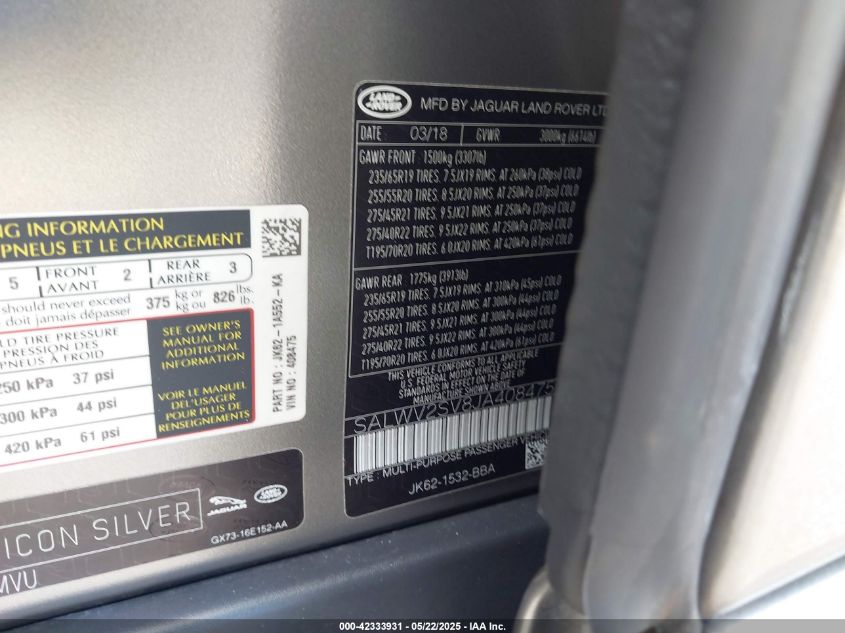 NG INFORMATION
PNEUS ET LE CHARGEMENT
5 FRONT AVANT 2 REAR ARRIÈRE 3
should never exceed 375 kg or 826 lbs.
doit jamais dépasser kg ou lb.
LD TIRE PRESSURE
PRESSION DES
PNEUS À FROID
250 kPa 37 psi
300 kPa 44 psi
420 kPa 61 psi
SEE OWNER'S
MANUAL FOR
ADDITIONAL
INFORMATION
VOIR LE MANUEL
DE L'USAGER
POUR PLUS DE
RENSEIGNEMENTS
PART NO: JK62-1A552-KA
VIN NO: 408475
ICON SILVER
MVU
JAGUAR
LAND ROVER
GX73-16E152-AA
LAND ROVER
MFD BY JAGUAR LAND ROVER LTD
DATE 03/18 GVWR 3000kg (6614lb)
GAWR FRONT 1500kg (3307lb)
235/65R19 TIRES. 7 5JX19 RIMS. AT 260kPa (38psi) COLD
255/55R20 TIRES. 8 5JX20 RIMS. AT 250kPa (37psi) COLD
275/45R21 TIRES. 9 5JX21 RIMS. AT 250kPa (37psi) COLD
275/40R22 TIRES. 9 5JX22 RIMS. AT 250kPa (37psi) COLD
T195/70R20 TIRES. 6 0JX20 RIMS. AT 420kPa (61psi) COLD
GAWR REAR 1775kg (3913lb)
235/65R19 TIRES. 7 5JX19 RIMS. AT 310kPa (45psi) COLD
255/55R20 TIRES. 8 5JX20 RIMS. AT 300kPa (44psi) COLD
275/45R21 TIRES. 9 5JX21 RIMS. AT 300kPa (44psi) COLD
275/40R22 TIRES. 9 5JX22 RIMS. AT 300kPa (44psi) COLD
T195/70R20 TIRES. 6 0JX20 RIMS. AT 420kPa (61psi) COLD
THIS VEHICLE CONFORMS TO ALL APPLICABLE
U.S. FEDERAL MOTOR VEHICLE SAFETY
STANDARDS IN EFFECT ON THE DATE OF
MANUFACTURE SHOWN ABOVE.
SALWV2SV8JA408475
TYPE: MULTI-PURPOSE PASSENGER VEHICLE
JK62-1532-BBA
000-42333931 - 05/22/2025 - IAA Inc.